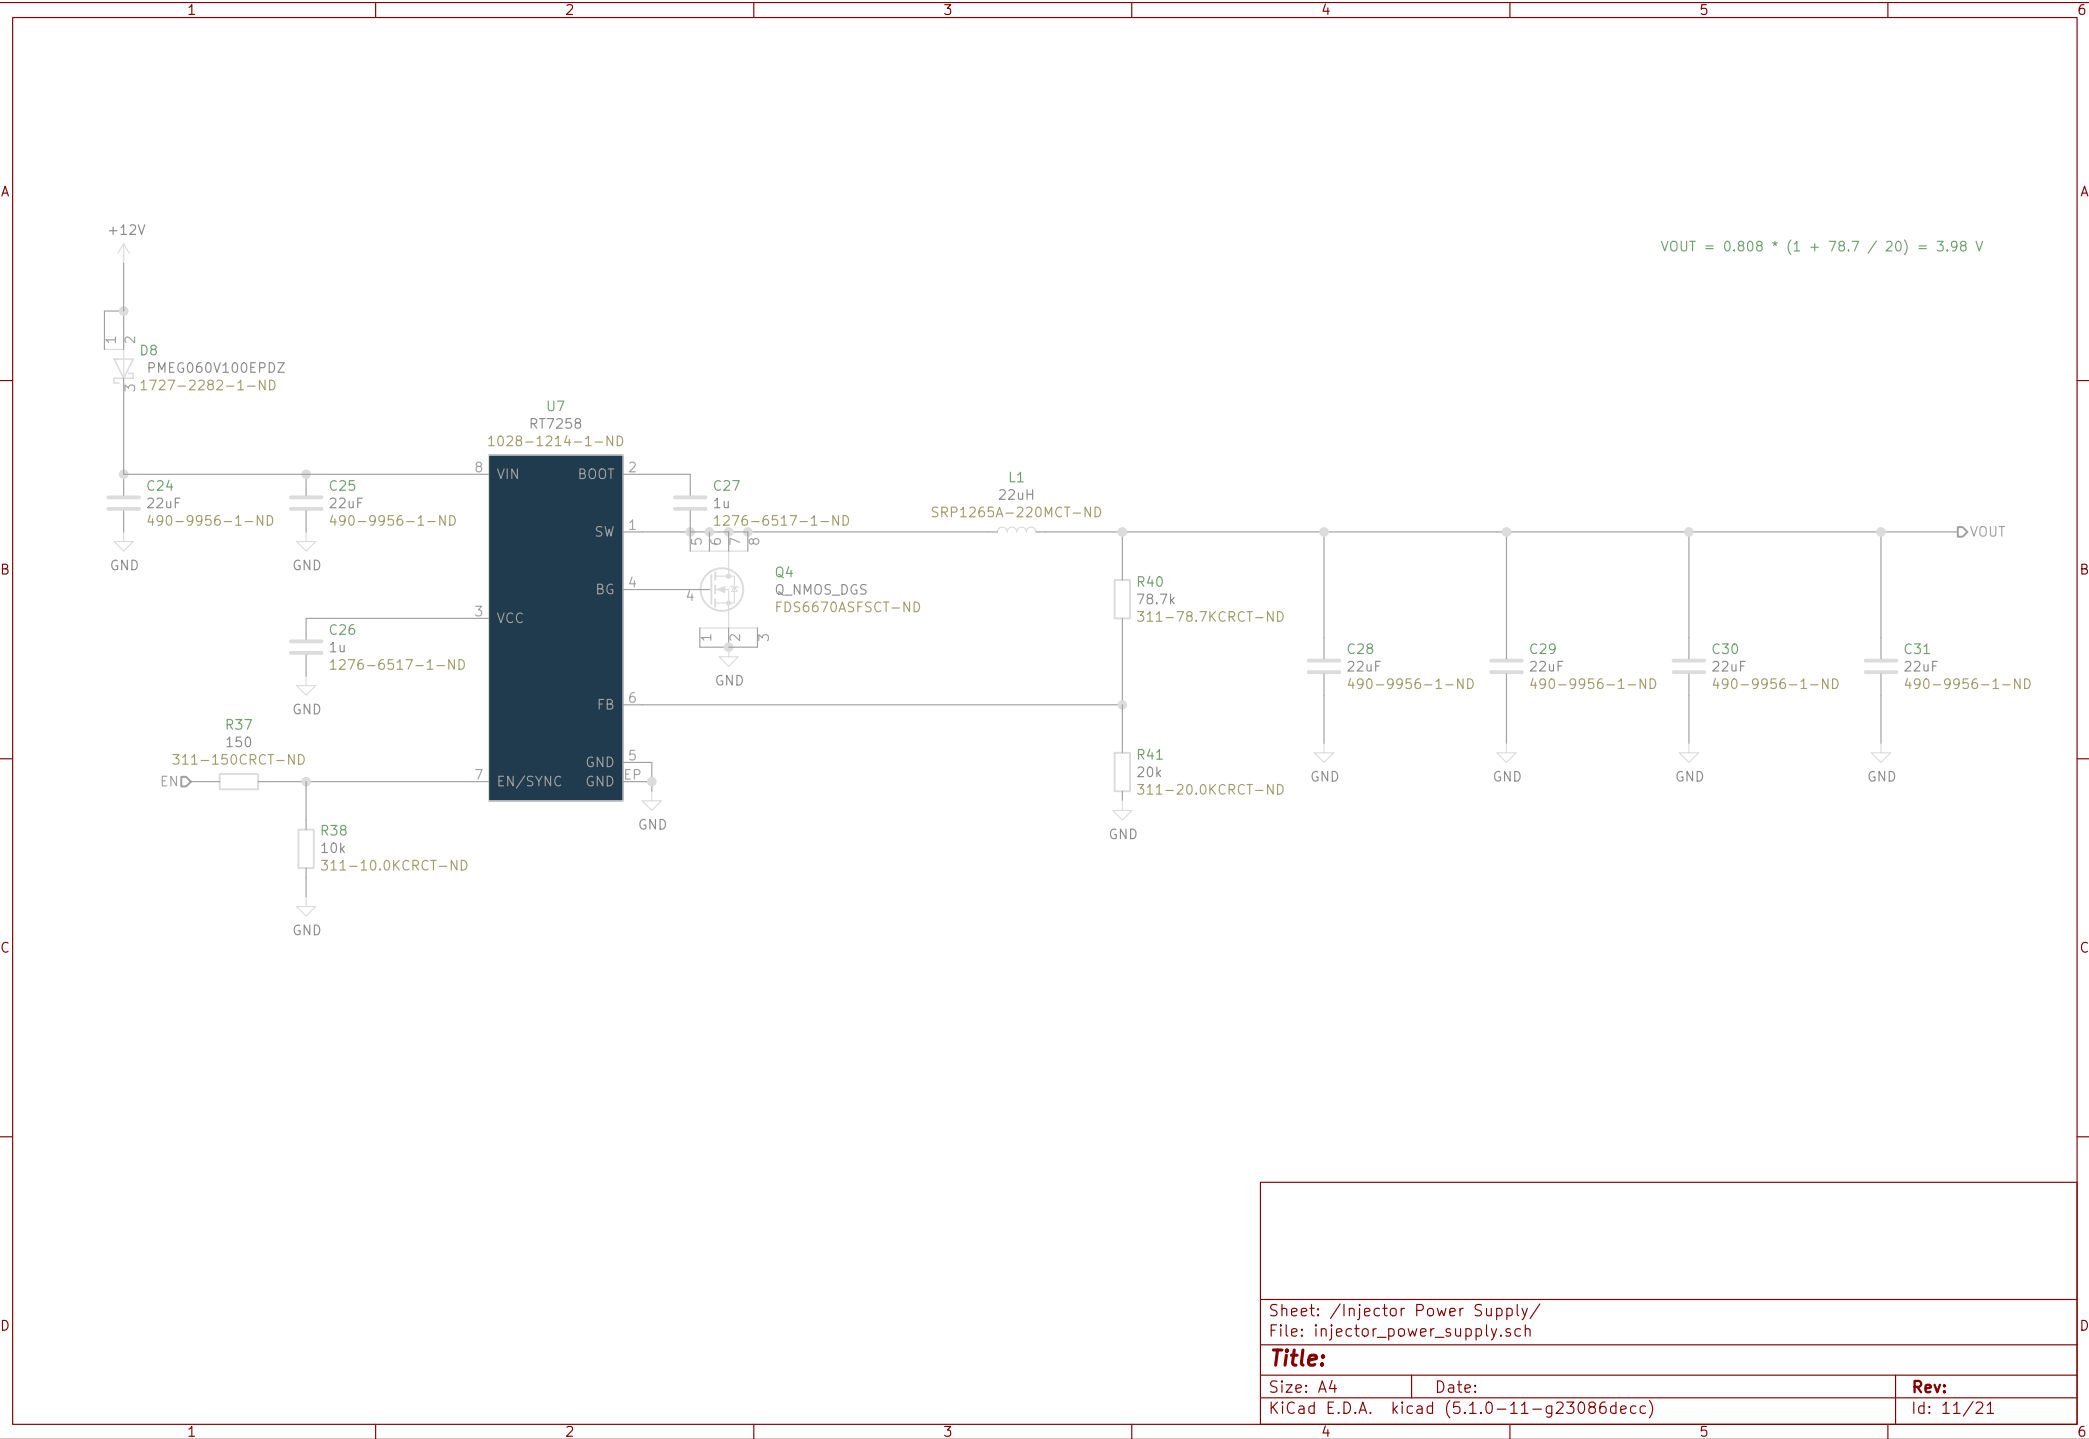 1 2 3 4 5 6
A A
+12V
VOUT = 0.808 * (1 + 78.7 / 20) = 3.98 V
1 2
D8
PMEG060V100EPDZ
3 1727-2282-1-ND
U7
RT7258
1028-1214-1-ND
8 VIN BOOT 2
C24
22uF
490-9956-1-ND
GND
C25
22uF
490-9956-1-ND
GND
C27
1u
1276-6517-1-ND
L1
22uH
SRP1265A-220MCT-ND
SW 1
5 6 7 8
VOUT
B B
BG 4
4
Q4
Q_NMOS_DGS
FDS6670ASFSCT-ND
1 2 3
GND
R40
78.7k
311-78.7KCRCT-ND
3 VCC
C26
1u
1276-6517-1-ND
GND
C28
22uF
490-9956-1-ND
GND
C29
22uF
490-9956-1-ND
GND
C30
22uF
490-9956-1-ND
GND
C31
22uF
490-9956-1-ND
GND
FB 6
R37
150
311-150CRCT-ND
EN
7 EN/SYNC
GND 5
GND EP
GND
R41
20k
311-20.0KCRCT-ND
GND
R38
10k
311-10.0KCRCT-ND
GND
C C
D D
Sheet: /Injector Power Supply/
File: injector_power_supply.sch
Title:
Size: A4 Date: Rev:
KiCad E.D.A. kicad (5.1.0-11-g23086decc) Id: 11/21
1 2 3 4 5 6